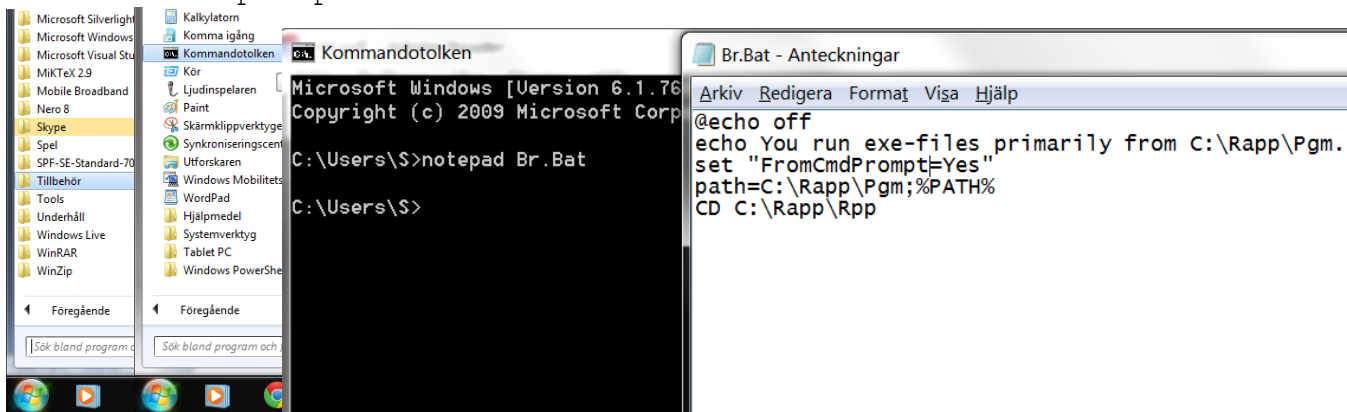 Microsoft Silverlight
Microsoft Windows
Microsoft Visual Stu
MiKTeX 2.9
Mobile Broadband
Nero 8
Skype
Spel
SPF-SE-Standard-70
Tillbehör
Tools
Underhåll
Windows Live
WinRAR
WinZip
Föregående
Sök bland program o
Kalkylatorn
Komma igång
Kommandotolken
Kör
Ljudinspelaren
Paint
Skärmklippverktyge
Synkroniseringscent
Utforskaren
Windows Mobilitets
WordPad
Hjälpmedel
Systemverktyg
Tablet PC
Windows PowerShe
Föregående
Sök bland program och
Kommandotolken
Microsoft Windows [Version 6.1.76
Copyright (c) 2009 Microsoft Corp
C:\Users\S>notepad Br.Bat
C:\Users\S>
Br.Bat - Anteckningar
Arkiv Redigera Format Visa Hjälp
@echo off
echo You run exe-files primarily from C:\Rapp\Pgm.
set "FromCmdPrompt=Yes"
path=C:\Rapp\Pgm;%PATH%
CD C:\Rapp\Rpp